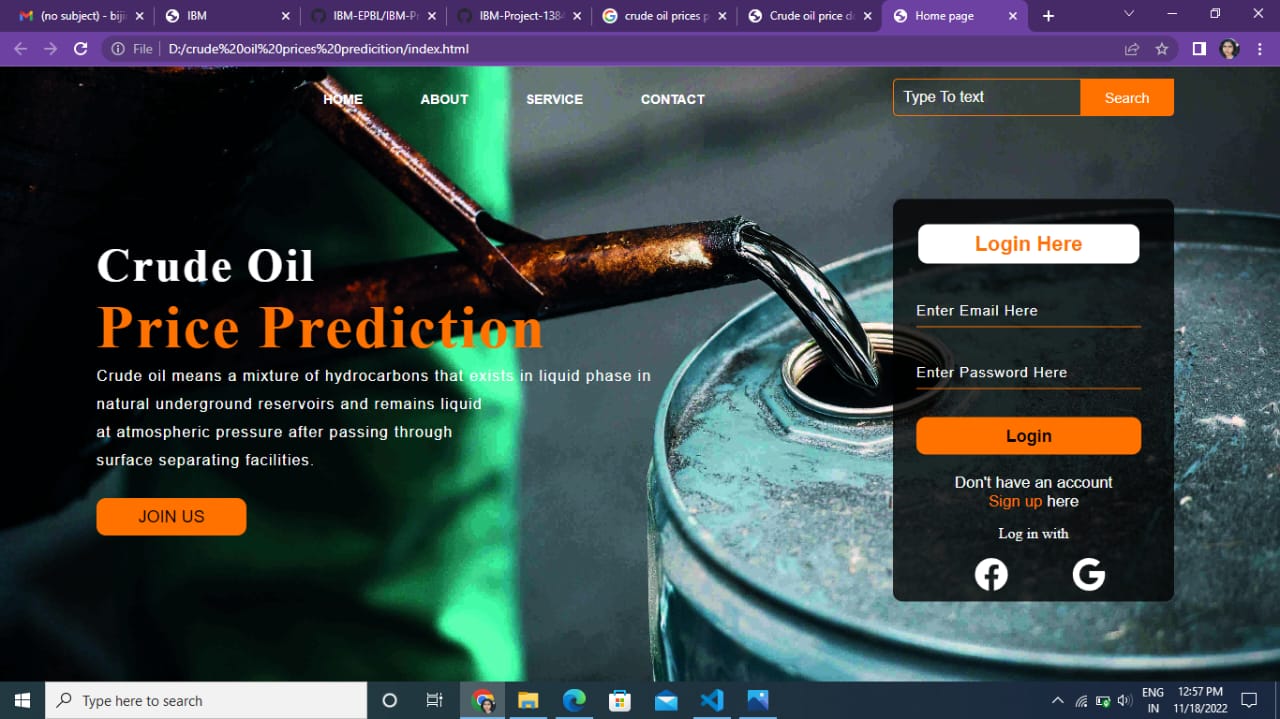 (no subject) - biji
IBM
IBM-EPBL/IBM-Pr
IBM-Project-1384
crude oil prices p
Crude oil price da
Home page
File
D:/crude%20oil%20prices%20predicition/index.html
HOME
ABOUT
SERVICE
CONTACT
Type To text
Search
Crude Oil
Price Prediction
Crude oil means a mixture of hydrocarbons that exists in liquid phase in
natural underground reservoirs and remains liquid
at atmospheric pressure after passing through
surface separating facilities.
JOIN US
Login Here
Enter Email Here
Enter Password Here
Login
Don't have an account
Sign up here
Log in with
Type here to search
ENG
IN
12:57 PM
11/18/2022